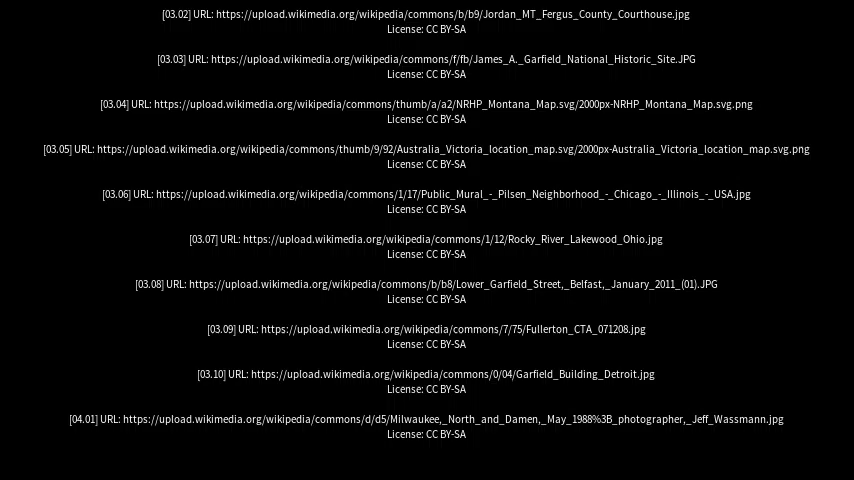 [03.02] URL: https://upload.wikimedia.org/wikipedia/commons/b/b9/Jordan_MT_Fergus_County_Courthouse.jpg
License: CC BY-SA
[03.03] URL: https://upload.wikimedia.org/wikipedia/commons/f/fb/James_A._Garfield_National_Historic_Site.JPG
License: CC BY-SA
[03.04] URL: https://upload.wikimedia.org/wikipedia/commons/thumb/a/a2/NRHP_Montana_Map.svg/2000px-NRHP_Montana_Map.svg.png
License: CC BY-SA
[03.05] URL: https://upload.wikimedia.org/wikipedia/commons/thumb/9/92/Australia_Victoria_location_map.svg/2000px-Australia_Victoria_location_map.svg.png
License: CC BY-SA
[03.06] URL: https://upload.wikimedia.org/wikipedia/commons/1/17/Public_Mural_-_Pilsen_Neighborhood_-_Chicago_-_Illinois_-_USA.jpg
License: CC BY-SA
[03.07] URL: https://upload.wikimedia.org/wikipedia/commons/1/12/Rocky_River_Lakewood_Ohio.jpg
License: CC BY-SA
[03.08] URL: https://upload.wikimedia.org/wikipedia/commons/b/b8/Lower_Garfield_Street,_Belfast,_January_2011_(01).JPG
License: CC BY-SA
[03.09] URL: https://upload.wikimedia.org/wikipedia/commons/7/75/Fullerton_CTA_071208.jpg
License: CC BY-SA
[03.10] URL: https://upload.wikimedia.org/wikipedia/commons/0/04/Garfield_Building_Detroit.jpg
License: CC BY-SA
[04.01] URL: https://upload.wikimedia.org/wikipedia/commons/d/d5/Milwaukee,_North_and_Damen,_May_1988%3B_photographer,_Jeff_Wassmann.jpg
License: CC BY-SA